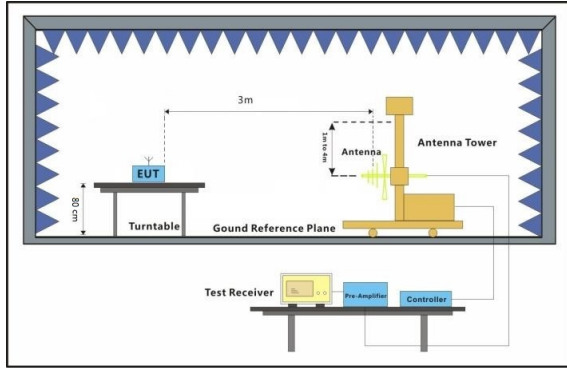 3m
1m to 4m
Antenna Tower
Antenna
EUT
80 cm
Turntable
Gound Reference Plane
Test Receiver
Pre-Amplifier
Controller